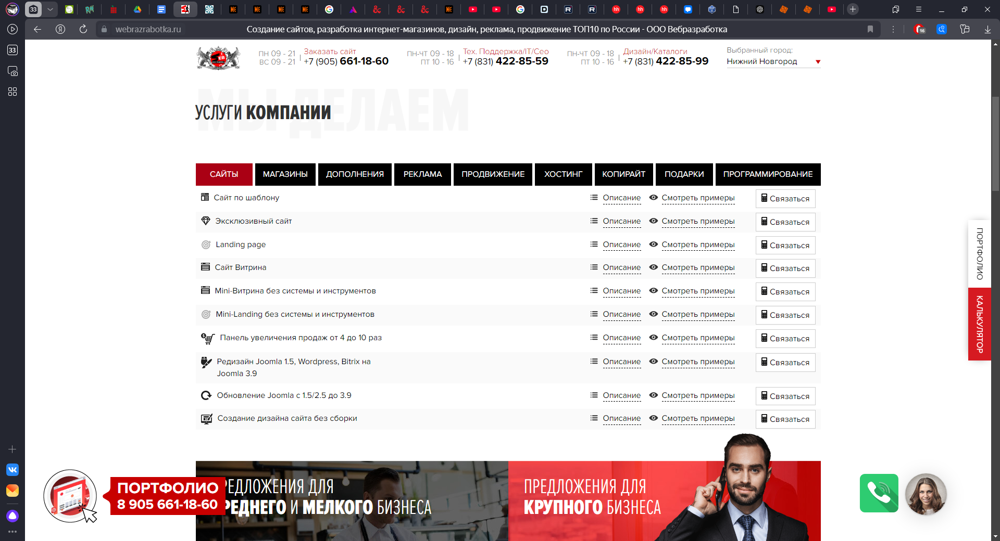 33
webrazrabotka.ru
Создание сайтов, разработка интернет-магазинов, дизайн, реклама, продвижение ТОП10 по России - ООО Вебразработка
16
33
ПН 09 - 21
ВС 09 - 21
Заказать сайт
+7 (905) 661-18-60
ПН-ЧТ 09 - 18
ПТ 10 - 16
Тех. Поддержка/IT/Сео
+7 (831) 422-85-59
ПН-ЧТ 09 - 18
ПТ 10 - 16
Дизайн/Каталоги
+7 (831) 422-85-99
Выбранный город:
Нижний Новгород
МЫ ДЕЛАЕМ
УСЛУГИ КОМПАНИИ
САЙТЫ МАГАЗИНЫ ДОПОЛНЕНИЯ РЕКЛАМА ПРОДВИЖЕНИЕ ХОСТИНГ КОПИРАЙТ ПОДАРКИ ПРОГРАММИРОВАНИЕ
Сайт по шаблону Описание Смотреть примеры Связаться
Эксклюзивный сайт Описание Смотреть примеры Связаться
Landing page Описание Смотреть примеры Связаться
Сайт Витрина Описание Смотреть примеры Связаться
Mini-Витрина без системы и инструментов Описание Смотреть примеры Связаться
Mini-Landing без системы и инструментов Описание Смотреть примеры Связаться
Панель увеличения продаж от 4 до 10 раз Описание Смотреть примеры Связаться
Редизайн Joomla 1.5, Wordpress, Bitrix на Описание Смотреть примеры Связаться
Joomla 3.9
Обновление Joomla с 1.5/2.5 до 3.9 Описание Смотреть примеры Связаться
Создание дизайна сайта без сборки Описание Смотреть примеры Связаться
ПОРТФОЛИО
КАЛЬКУЛЯТОР
ПОРТФОЛИО
8 905 661-18-60
РЕДЛОЖЕНИЯ ДЛЯ
РЕДНЕГО И МЕЛКОГО БИЗНЕСА
ПРЕДЛОЖЕНИЯ ДЛЯ
КРУПНОГО БИЗНЕСА